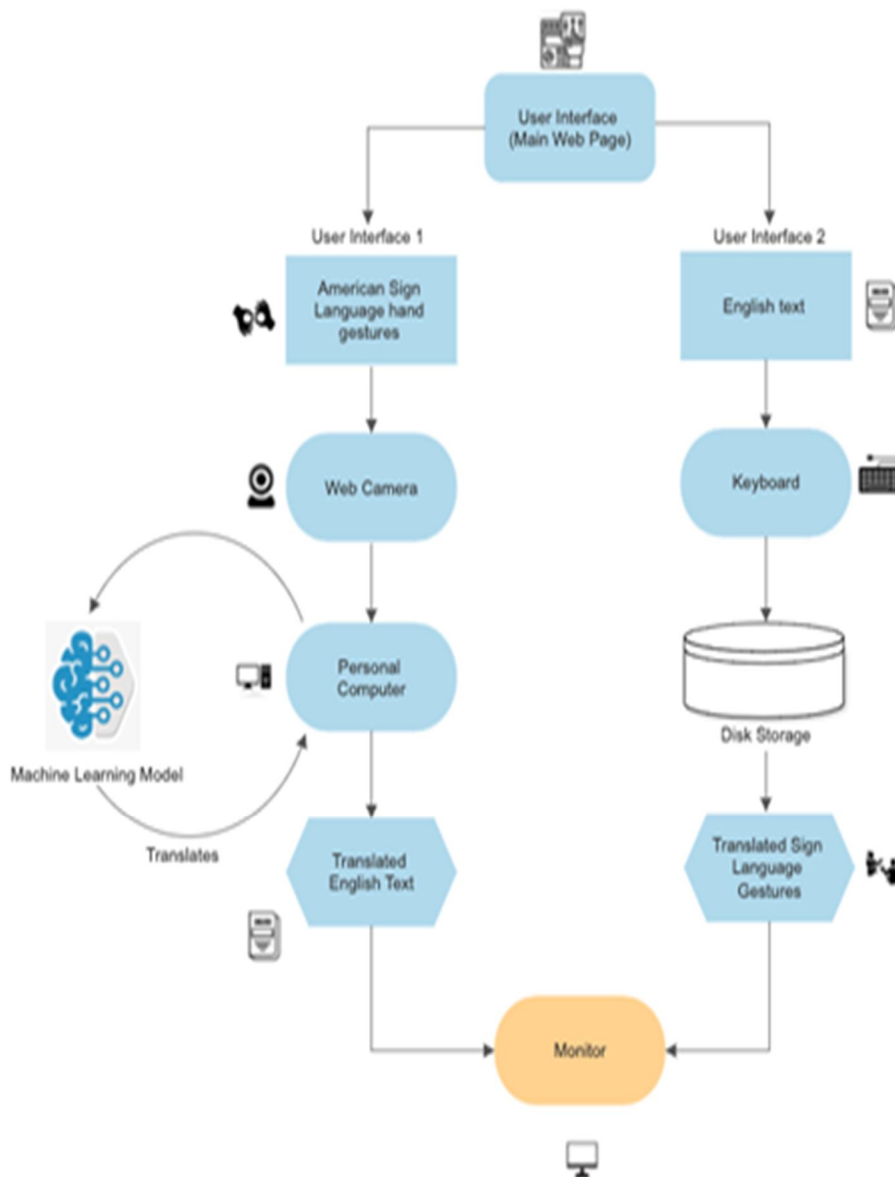 User Interface
(Main Web Page)
User Interface 1
User Interface 2
American Sign
Language hand
gestures
English text
Web Camera
Keyboard
Personal
Computer
Disk Storage
Machine Learning Model
Translates
Translated
English Text
Translated Sign
Language
Gestures
Monitor